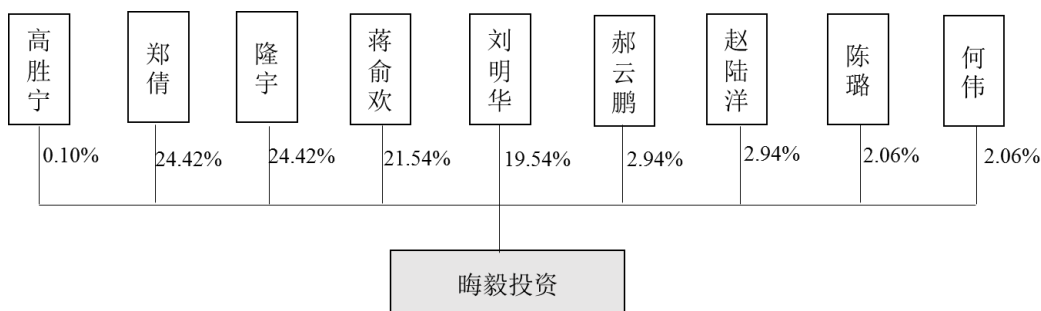 高胜宁
郑倩
隆宇
蒋俞欢
刘明华
郝云鹏
赵陆洋
陈璐
何伟
0.10%
24.42%
24.42%
21.54%
19.54%
2.94%
2.94%
2.06%
2.06%
晦毅投资